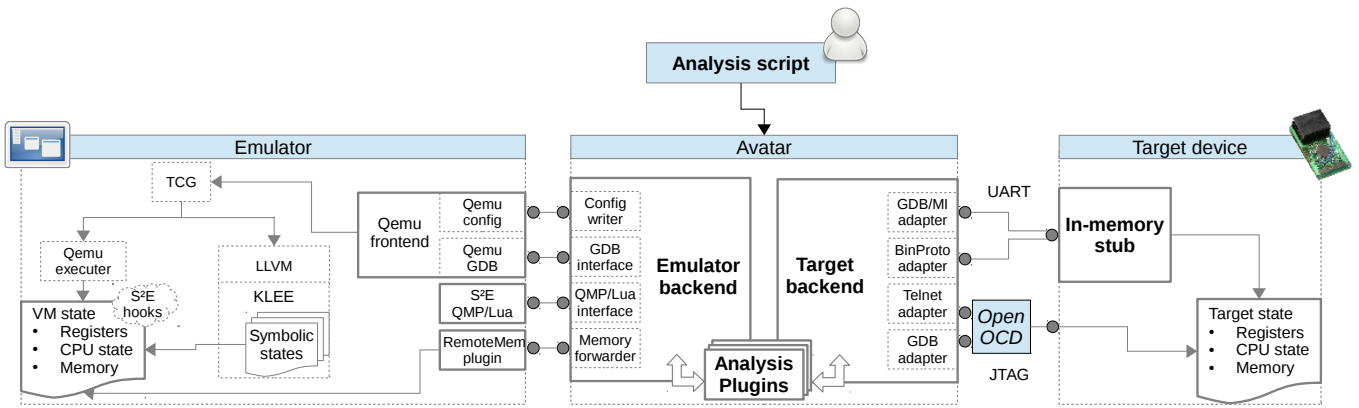 Analysis script
Emulator
Avatar
Target device
TCG
Qemu
executer
LLVM
KLEE
Symbolic
states
S²E
hooks
VM state
• Registers
• CPU state
• Memory
Qemu
frontend
Qemu
config
Qemu
GDB
S²E
QMP/Lua
RemoteMem
plugin
Config
writer
GDB
interface
QMP/Lua
interface
Memory
forwarder
Emulator
backend
Target
backend
Analysis
Plugins
GDB/MI
adapter
BinProto
adapter
Telnet
adapter
GDB
adapter
UART
Open
OCD
JTAG
In-memory
stub
Target state
• Registers
• CPU state
• Memory